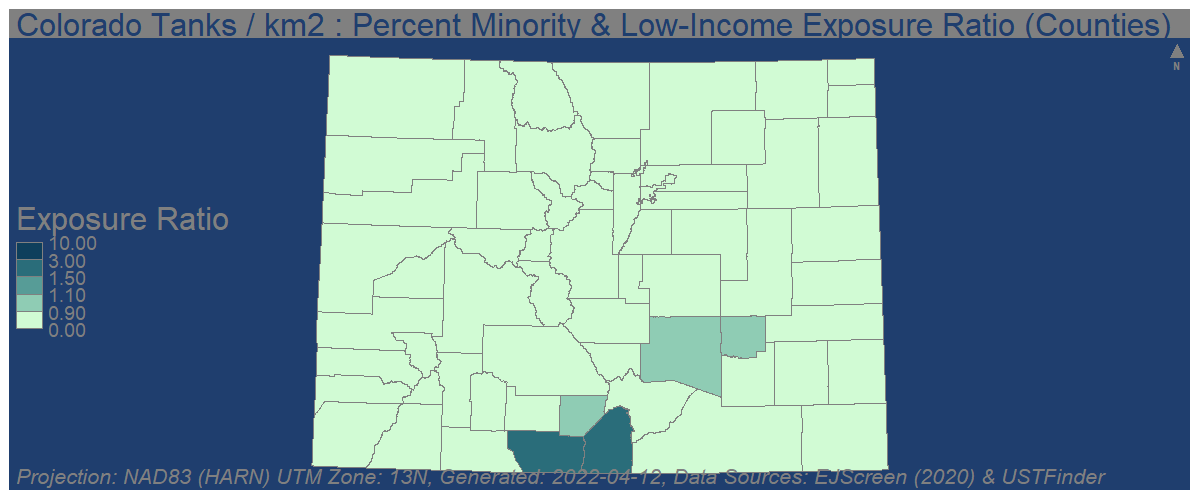 Colorado Tanks / km2 : Percent Minority & Low-Income Exposure Ratio (Counties)
N
Exposure Ratio
10.00
3.00
1.50
1.10
0.90
0.00
Projection: NAD83 (HARN) UTM Zone: 13N, Generated: 2022-04-12, Data Sources: EJScreen (2020) & USTFinder